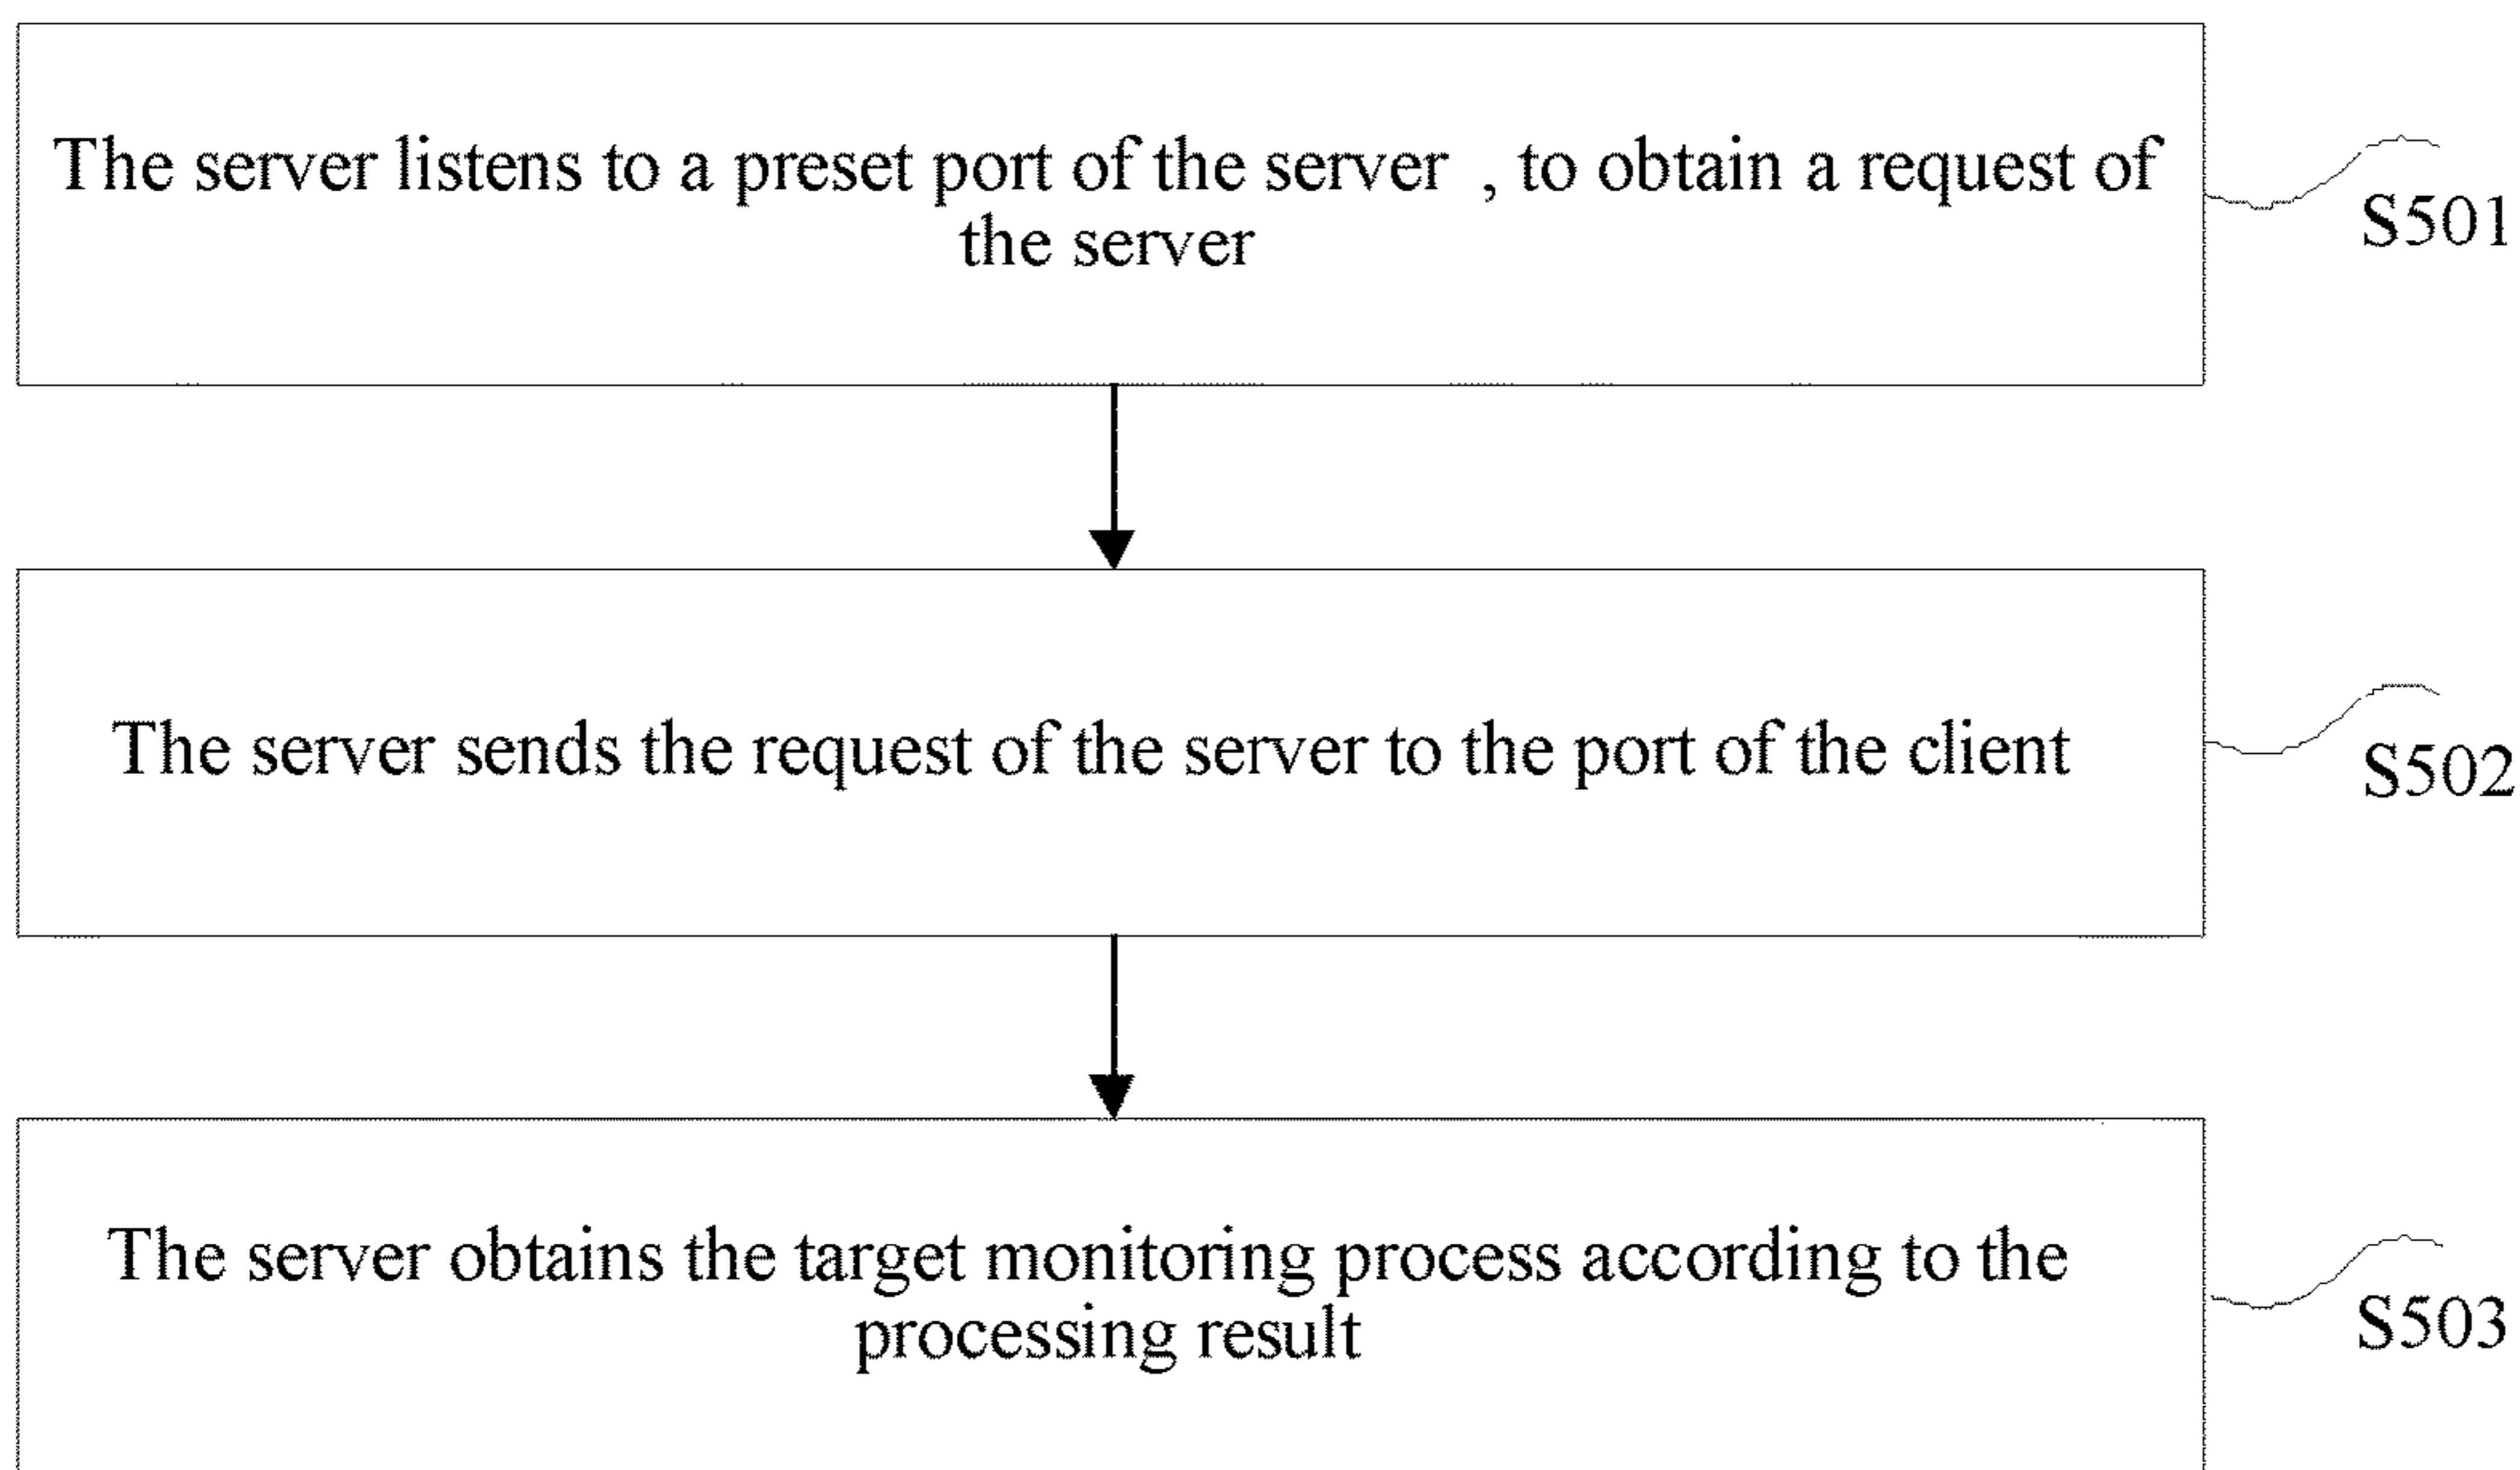 The server listens to a preset port of the server , to obtain a request of
the server
S501
The server sends the request of the server to the port of the client
S502
The server obtains the target monitoring process according to the
processing result
S503